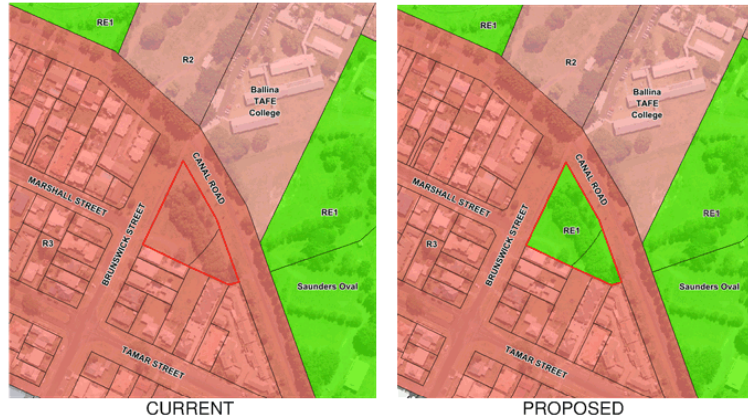 RE1
R2
Ballina
TAFE
College
CANAL ROAD
MARSHALL STREET
BRUNSWICK STREET
RE1
R3
Saunders Oval
TAMAR STREET
CURRENT
RE1
R2
Ballina
TAFE
College
CANAL ROAD
MARSHALL STREET
BRUNSWICK STREET
RE1
RE1
R3
Saunders Oval
TAMAR STREET
PROPOSED